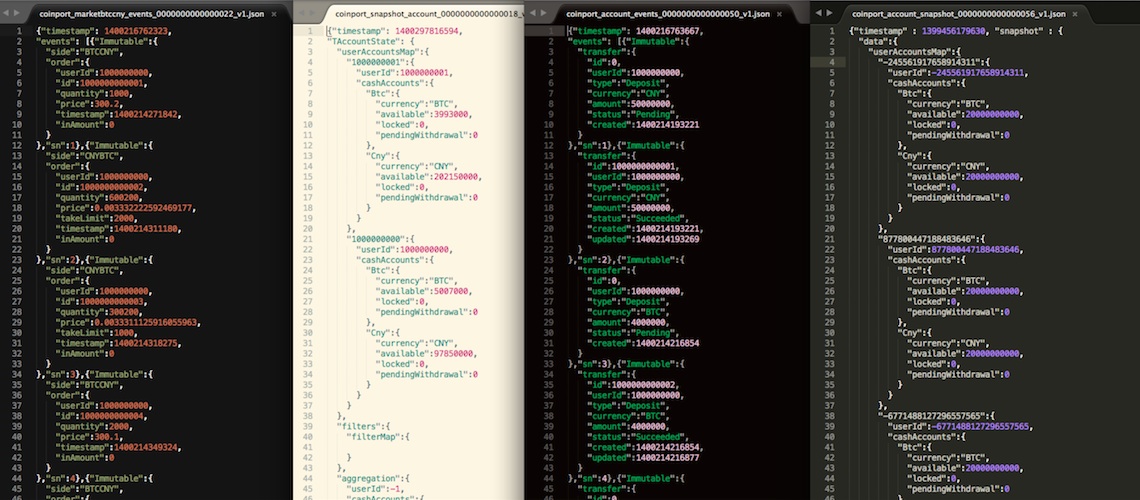 coinport_marketbtccny_events_0000000000000022_v1.json ×
1 {"timestamp": 1400216762323,
2 "events": [{"Immutable":{
3 "side":"BTCCNY",
4 "order":{
5 "userId":1000000000,
6 "id":1000000000001,
7 "quantity":1000,
8 "price":300.2,
9 "timestamp":1400214271842,
10 "inAmount":0
11 }
12 },"sn":1},{"Immutable":{
13 "side":"CNYBTC",
14 "order":{
15 "userId":1000000000,
16 "id":1000000000002,
17 "quantity":600200,
18 "price":0.003332222592469177,
19 "takeLimit":2000,
20 "timestamp":1400214311180,
21 "inAmount":0
22 }
23 },"sn":2},{"Immutable":{
24 "side":"CNYBTC",
25 "order":{
26 "userId":1000000000,
27 "id":1000000000003,
28 "quantity":300200,
29 "price":0.0033311125916055963,
30 "takeLimit":1000,
31 "timestamp":1400214318275,
32 "inAmount":0
33 }
34 },"sn":3},{"Immutable":{
35 "side":"BTCCNY",
36 "order":{
37 "userId":1000000000,
38 "id":1000000000004,
39 "quantity":2000,
40 "price":300.1,
41 "timestamp":1400214349324,
42 "inAmount":0
43 }
44 },"sn":4},{"Immutable":{
45 "side":"BTCCNY",
46 "order":{
coinport_snapshot_account_0000000000000018_v
1 {"timestamp": 1400297816594,
2 "TAccountState": {
3 "userAccountsMap":{
4 "1000000001":{
5 "userId":1000000001,
6 "cashAccounts":{
7 "Btc":{
8 "currency":"BTC",
9 "available":3993000,
10 "locked":0,
11 "pendingWithdrawal":0
12 },
13 "Cny":{
14 "currency":"CNY",
15 "available":202150000,
16 "locked":0,
17 "pendingWithdrawal":0
18 }
19 }
20 },
21 "1000000000":{
22 "userId":1000000000,
23 "cashAccounts":{
24 "Btc":{
25 "currency":"BTC",
26 "available":5007000,
27 "locked":0,
28 "pendingWithdrawal":0
29 },
30 "Cny":{
31 "currency":"CNY",
32 "available":97850000,
33 "locked":0,
34 "pendingWithdrawal":0
35 }
36 }
37 }
38 },
39 "filters":{
40 "filterMap":{
41
42 }
43 },
44 "aggregation":{
45 "userId":-1,
46 "cashAccounts":{
coinport_account_events_0000000000000050_v1.json ×
1 {"timestamp": 1400216763667,
2 "events": [{"Immutable":{
3 "transfer":{
4 "id":0,
5 "userId":1000000000,
6 "type":"Deposit",
7 "currency":"CNY",
8 "amount":50000000,
9 "status":"Pending",
10 "created":1400214193221
11 }
12 },"sn":1},{"Immutable":{
13 "transfer":{
14 "id":1000000000001,
15 "userId":1000000000,
16 "type":"Deposit",
17 "currency":"CNY",
18 "amount":50000000,
19 "status":"Succeeded",
20 "created":1400214193221,
21 "updated":1400214193269
22 }
23 },"sn":2},{"Immutable":{
24 "transfer":{
25 "id":0,
26 "userId":1000000000,
27 "type":"Deposit",
28 "currency":"BTC",
29 "amount":4000000,
30 "status":"Pending",
31 "created":1400214216854
32 }
33 },"sn":3},{"Immutable":{
34 "transfer":{
35 "id":1000000000002,
36 "userId":1000000000,
37 "type":"Deposit",
38 "currency":"BTC",
39 "amount":4000000,
40 "status":"Succeeded",
41 "created":1400214216854,
42 "updated":1400214216877
43 }
44 },"sn":4},{"Immutable":{
45 "transfer":{
46 "id":0,
coinport_account_snapshot_0000000000000056_v1.json ×
1 {"timestamp" : 1399456179630, "snapshot" : {
2 "data":{
3 "userAccountsMap":{
4 "-245561917658914311":{
5 "userId":-245561917658914311,
6 "cashAccounts":{
7 "Btc":{
8 "currency":"BTC",
9 "available":20000000000,
10 "locked":0,
11 "pendingWithdrawal":0
12 },
13 "Cny":{
14 "currency":"CNY",
15 "available":20000000000,
16 "locked":0,
17 "pendingWithdrawal":0
18 }
19 }
20 },
21 "877800447188483646":{
22 "userId":877800447188483646,
23 "cashAccounts":{
24 "Btc":{
25 "currency":"BTC",
26 "available":20000000000,
27 "locked":0,
28 "pendingWithdrawal":0
29 },
30 "Cny":{
31 "currency":"CNY",
32 "available":20000000000,
33 "locked":0,
34 "pendingWithdrawal":0
35 }
36 }
37 },
38 "-6771488127296557565":{
39 "userId":-6771488127296557565,
40 "cashAccounts":{
41 "Btc":{
42 "currency":"BTC",
43 "available":20000000000,
44 "locked":0,
45 "pendingWithdrawal":0
46 },